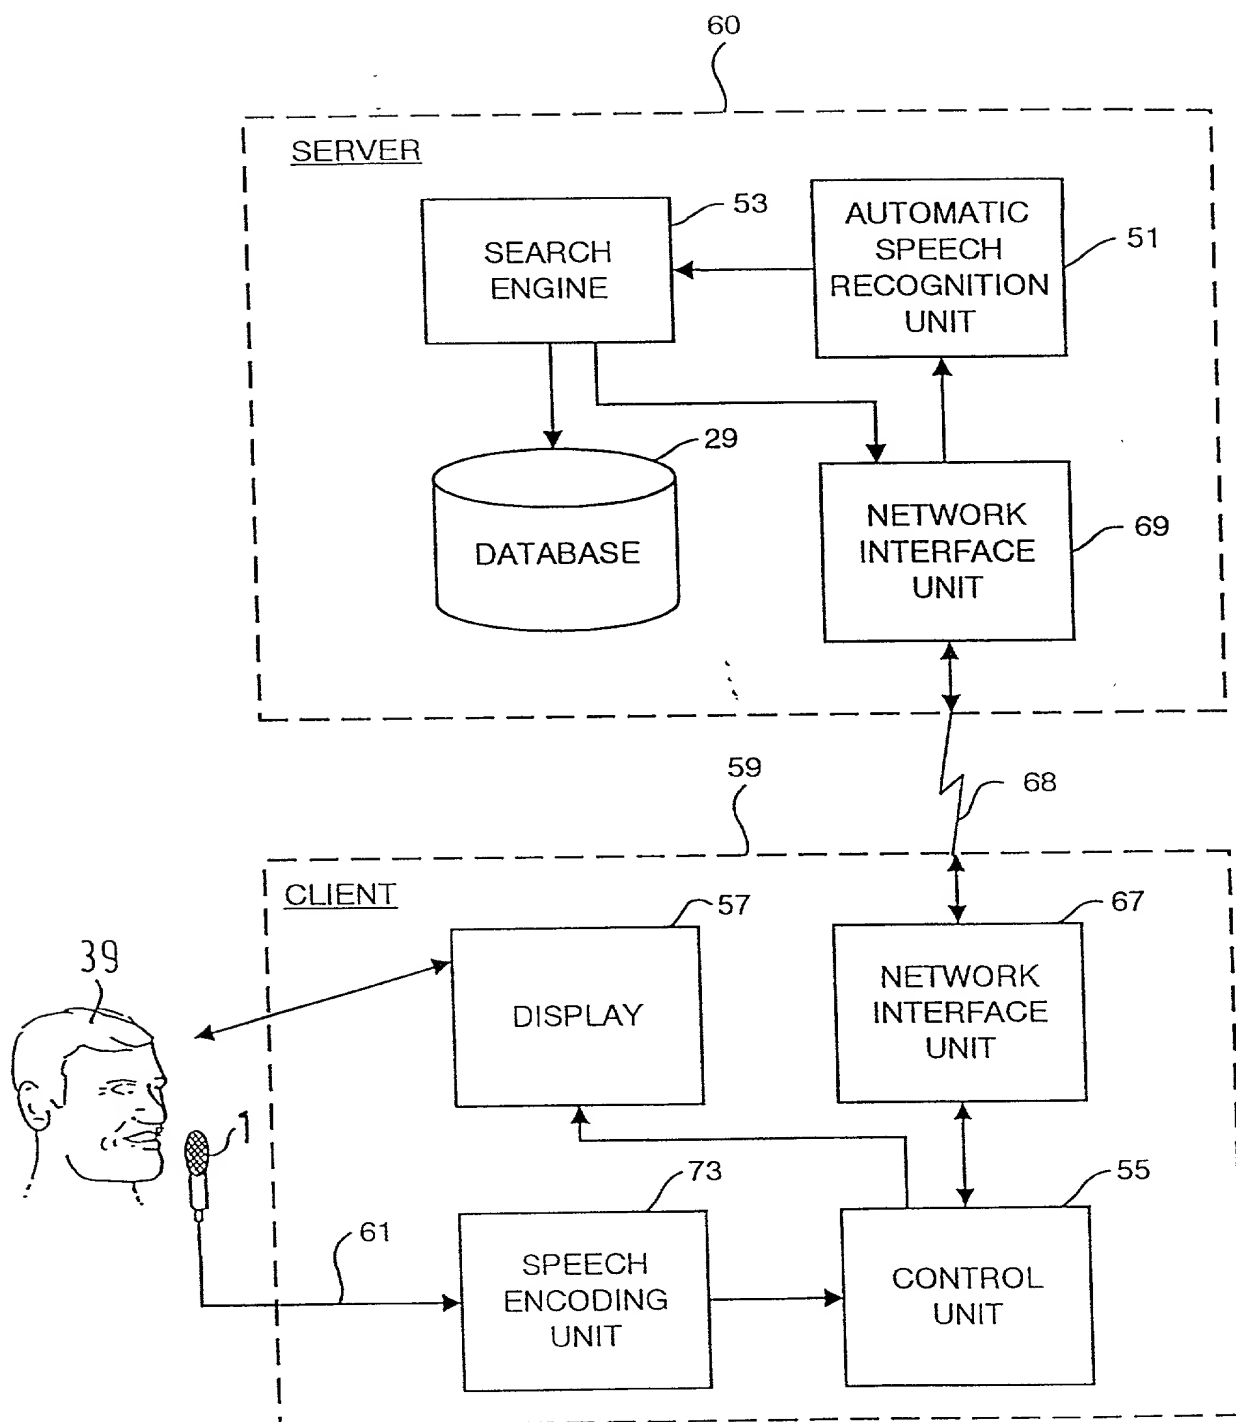 60
SERVER
53
SEARCH
ENGINE
AUTOMATIC
SPEECH
RECOGNITION
UNIT
51
29
DATABASE
NETWORK
INTERFACE
UNIT
69
68
59
CLIENT
57
DISPLAY
67
NETWORK
INTERFACE
UNIT
39
1
61
73
SPEECH
ENCODING
UNIT
55
CONTROL
UNIT